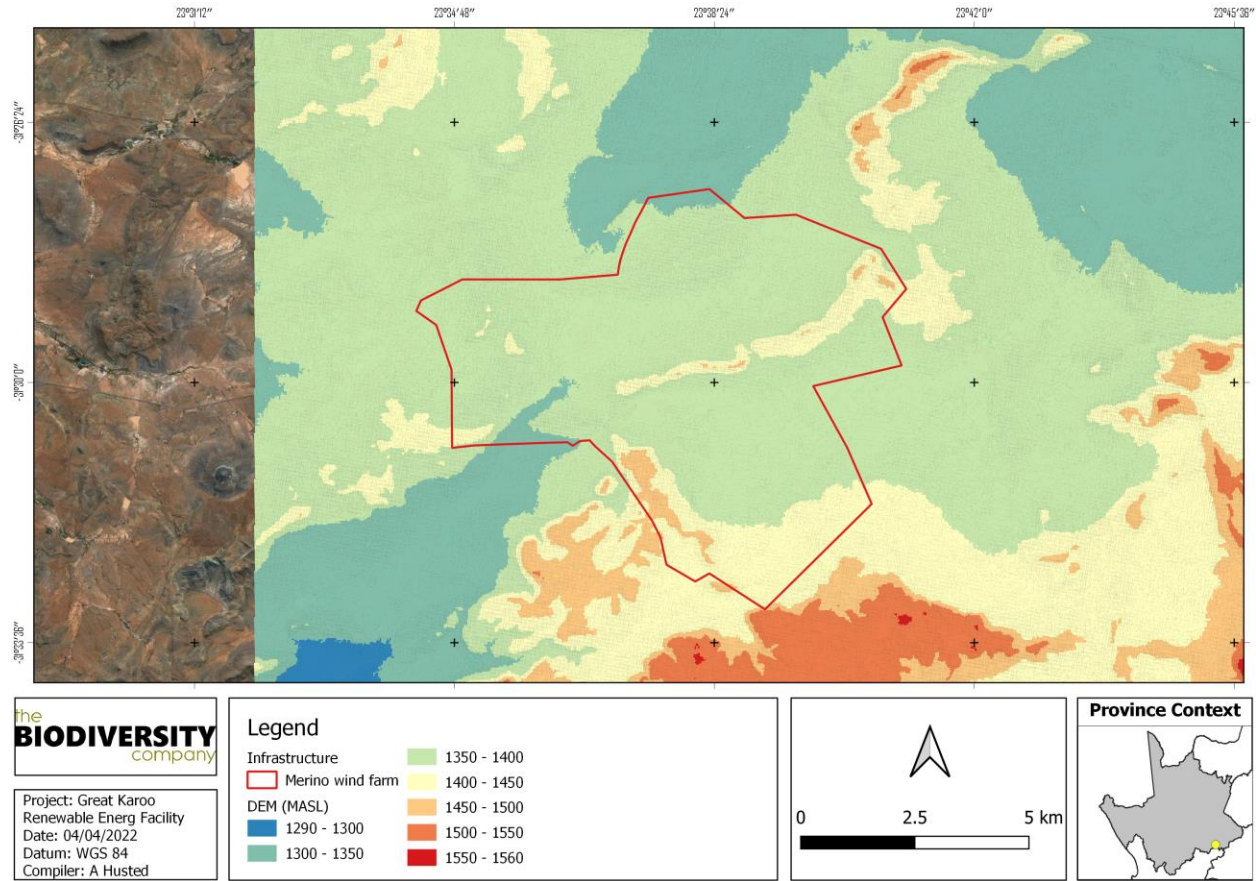 23°31'12''
23°34'48''
23°38'24''
23°42'0''
23°45'36''
-31°26'24''
-31°30'0''
-31°33'36''
the
BIODIVERSITY
company
Project: Great Karoo
Renewable Energ Facility
Date: 04/04/2022
Datum: WGS 84
Compiler: A Husted
Legend
Infrastructure
Merino wind farm
DEM (MASL)
1290 - 1300
1300 - 1350
1350 - 1400
1400 - 1450
1450 - 1500
1500 - 1550
1550 - 1560
0 2.5 5 km
Province Context